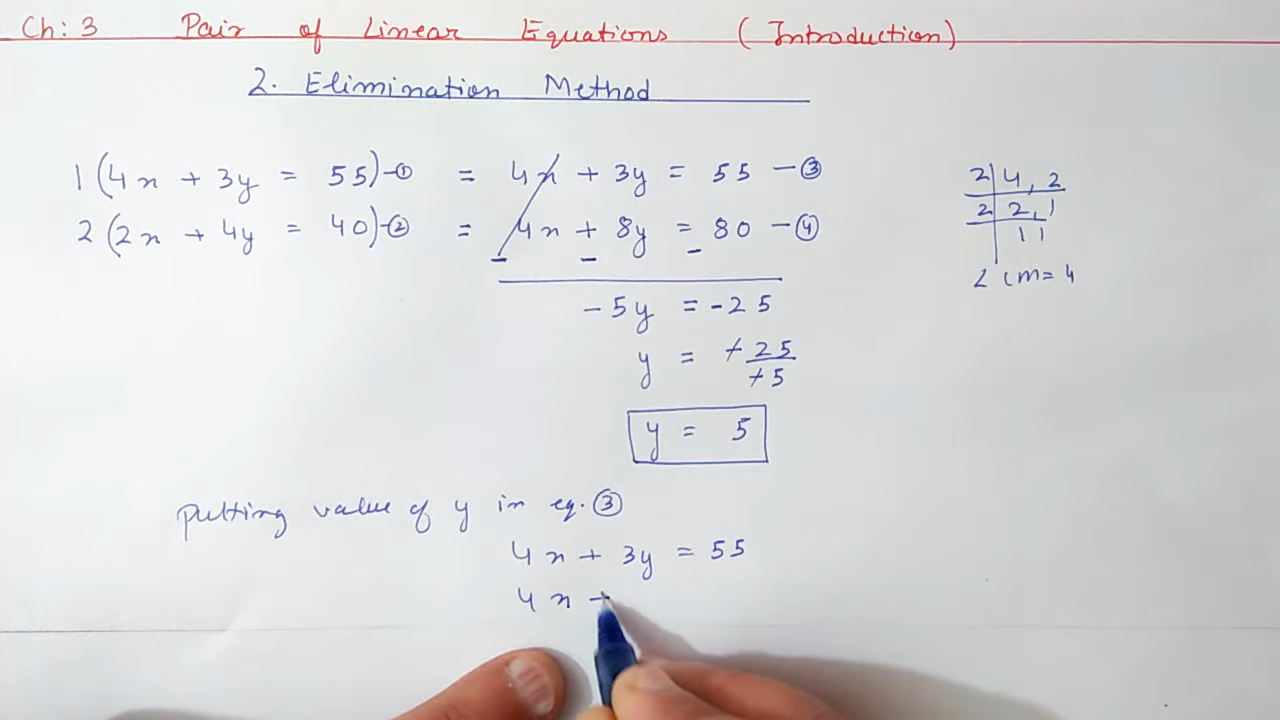 Ch: 3 Pair of Linear Equations (Introduction)
2. Elimination Method
1(4x + 3y = 55)-① = 4x + 3y = 55 -③
2(2x + 4y = 40)-② = 4x + 8y = 80 -④
- - -
-5y = -25
y = +25/+5
y = 5
putting value of y in eq. ③
4x + 3y = 55
4x +
2 | 4, 2
2 | 2, 1
1 1
LCM = 4